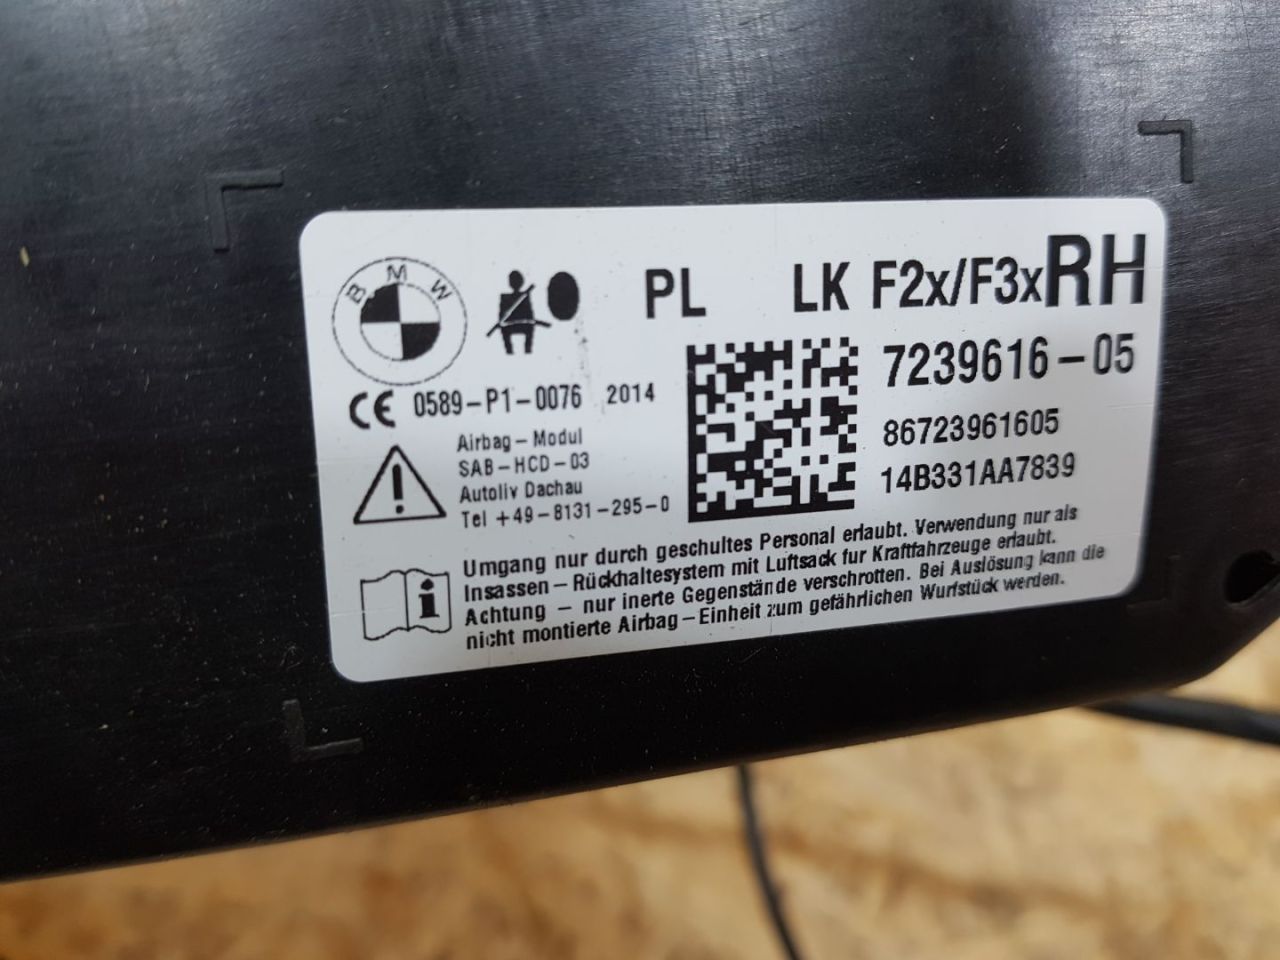 BMW
PL LK F2x/F3xRH
7239616-05
CE 0589-P1-0076 2014
86723961605
14B331AA7839
Airbag-Modul
SAB-HCD-03
Autoliv Dachau
Tel +49-8131-295-0
Umgang nur durch geschultes Personal erlaubt. Verwendung nur als
Insassen-Rückhaltesystem mit Luftsack fur Kraftfahrzeuge erlaubt.
Achtung - nur inerte Gegenstände verschrotten. Bei Auslösung kann die
nicht montierte Airbag-Einheit zum gefährlichen Wurfstück werden.